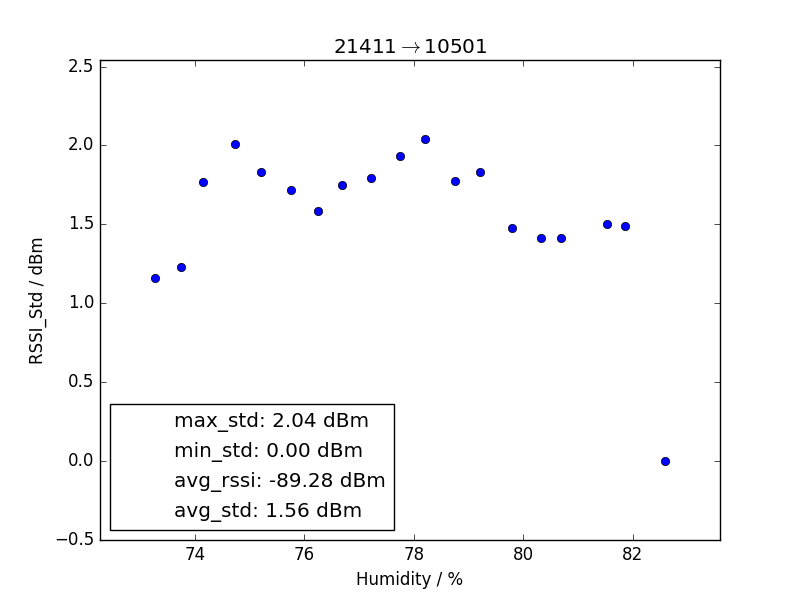 21411→10501
2.5
2.0
1.5
1.0
0.5
0.0
−0.5
RSSI_Std / dBm
max_std: 2.04 dBm
min_std: 0.00 dBm
avg_rssi: -89.28 dBm
avg_std: 1.56 dBm
74 76 78 80 82
Humidity / %